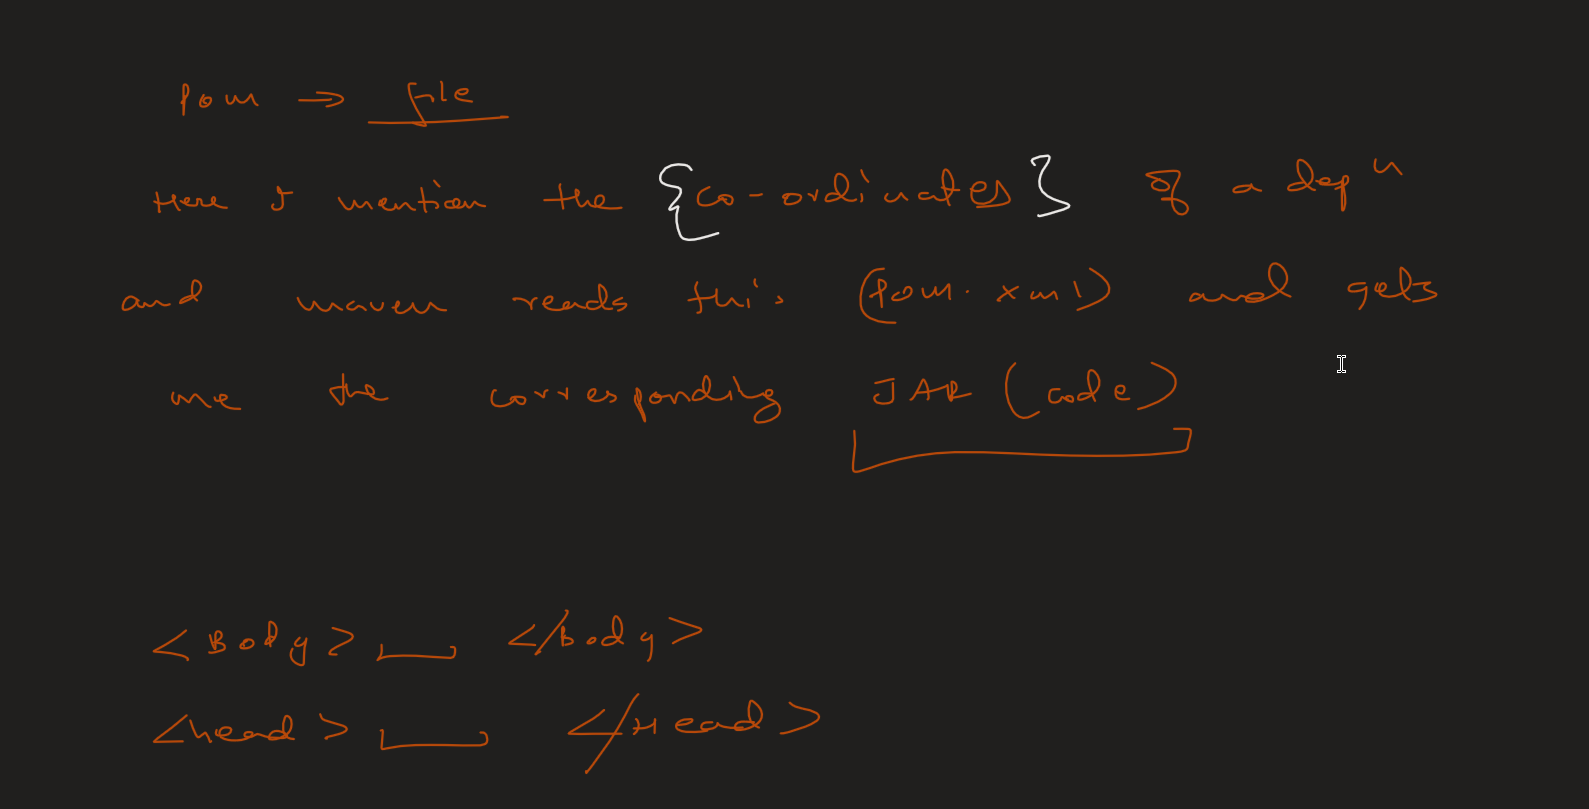 Pom → file
Here I mention the {co-ordinates} of a depⁿ
and maven reads this (pom.xml) and gets
me the corresponding JAR (code)
<Body> </body>
<head> </Head>